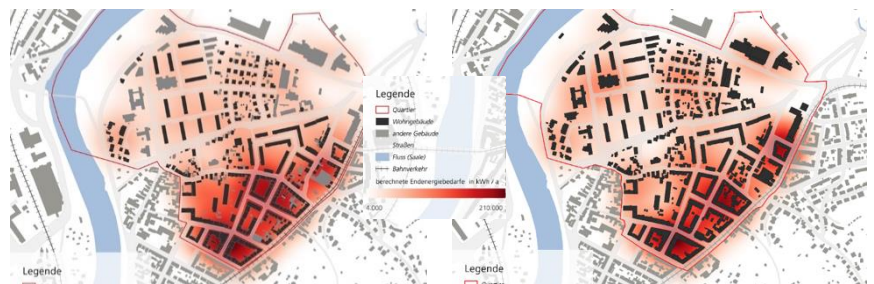 Legende
Quartier
Wohngebäude
andere Gebäude
Straßen
Fluss (Saale)
Bahnverkehr
berechnete Endenergiebedarfe in kWh / a
4.000
210.000
Legende
Legende